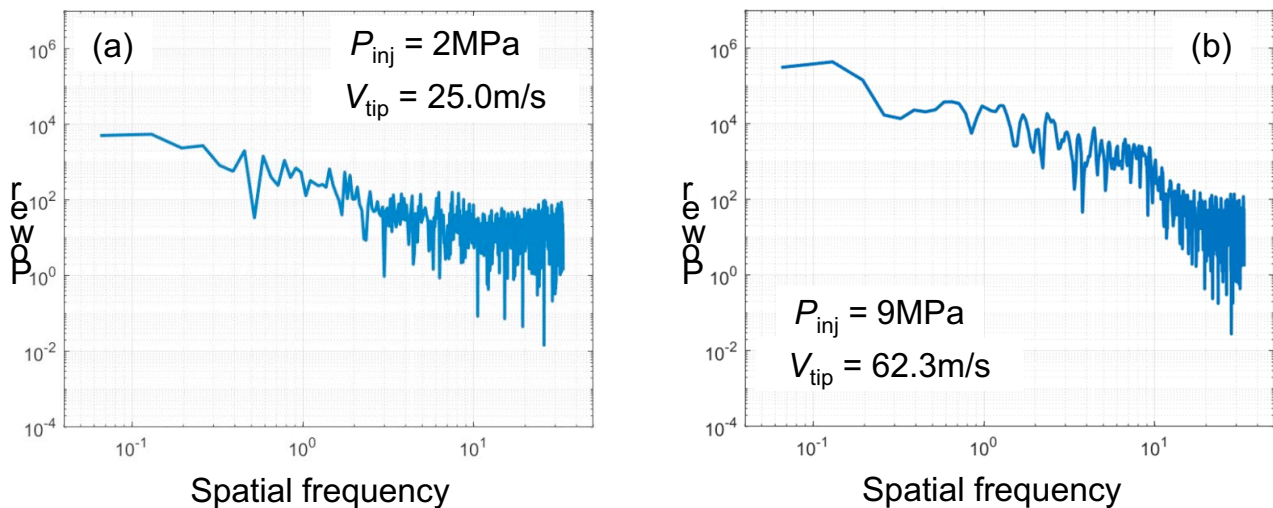 (a)
P_inj = 2MPa
V_tip = 25.0m/s
10^6
10^4
10^2
10^0
10^-2
10^-4
Power
10^-1
10^0
10^1
Spatial frequency
(b)
P_inj = 9MPa
V_tip = 62.3m/s
10^6
10^4
10^2
10^0
10^-2
10^-4
Power
10^-1
10^0
10^1
Spatial frequency